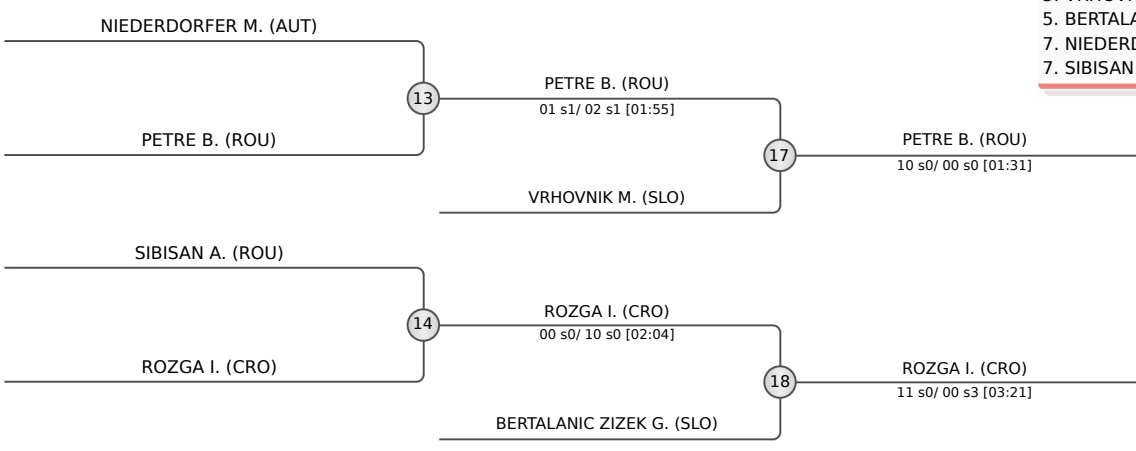 NIEDERDORFER M. (AUT)
13
PETRE B. (ROU)
01 s1/ 02 s1 [01:55]
PETRE B. (ROU)
17
PETRE B. (ROU)
10 s0/ 00 s0 [01:31]
VRHOVNIK M. (SLO)
SIBISAN A. (ROU)
14
ROZGA I. (CRO)
00 s0/ 10 s0 [02:04]
ROZGA I. (CRO)
18
ROZGA I. (CRO)
11 s0/ 00 s3 [03:21]
BERTALANIC ZIZEK G. (SLO)
5. BERTALA
7. NIEDERD
7. SIBISAN